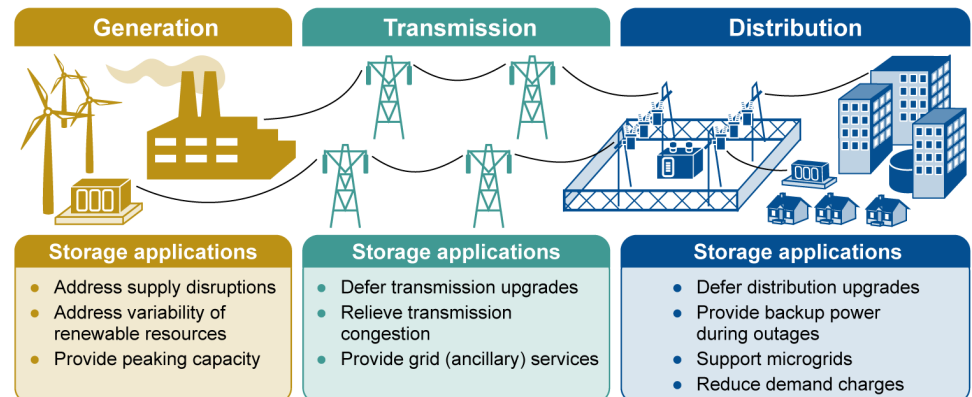 Generation
Transmission
Distribution
Storage applications
● Address supply disruptions
● Address variability of
renewable resources
● Provide peaking capacity
Storage applications
● Defer transmission upgrades
● Relieve transmission
congestion
● Provide grid (ancillary) services
Storage applications
● Defer distribution upgrades
● Provide backup power
during outages
● Support microgrids
● Reduce demand charges